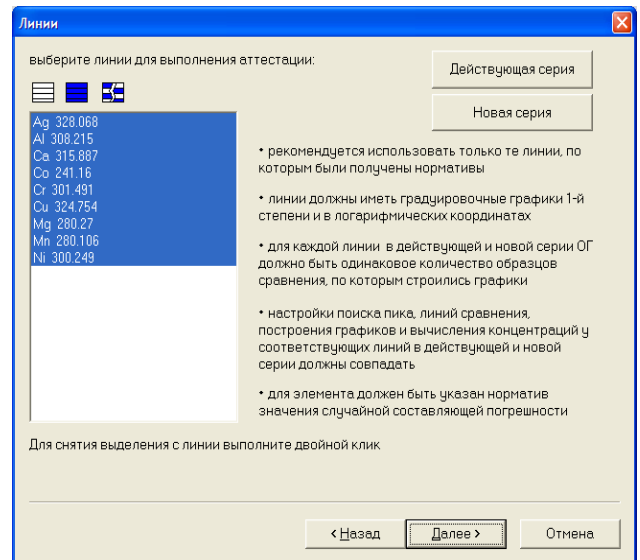 Линии
выберите линии для выполнения аттестации:
Действующая серия
Новая серия
Ag 328.068
Al 308.215
Ca 315.887
Co 241.16
Cr 301.491
Cu 324.754
Mg 280.27
Mn 280.106
Ni 300.249
* рекомендуется использовать только те линии, по
которым были получены нормативы
* линии должны иметь градуировочные графики 1-й
степени и в логарифмических координатах
* для каждой линии в действующей и новой серии ОГ
должно быть одинаковое количество образцов
сравнения, по которым строились графики
* настройки поиска пика, линий сравнения,
построения графиков и вычисления концентраций у
соответствующих линий в действующей и новой
серии должны совпадать
* для элемента должен быть указан норматив
значения случайной составляющей погрешности
Для снятия выделения с линии выполните двойной клик
< Назад
Далее >
Отмена